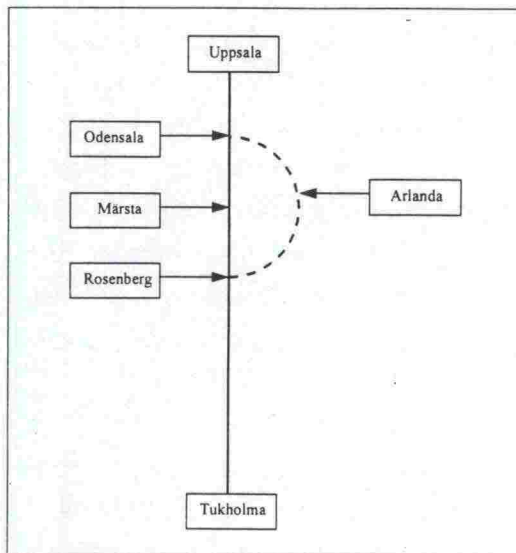 Uppsala
Odensala
Märsta
Arlanda
Rosenberg
Tukholma